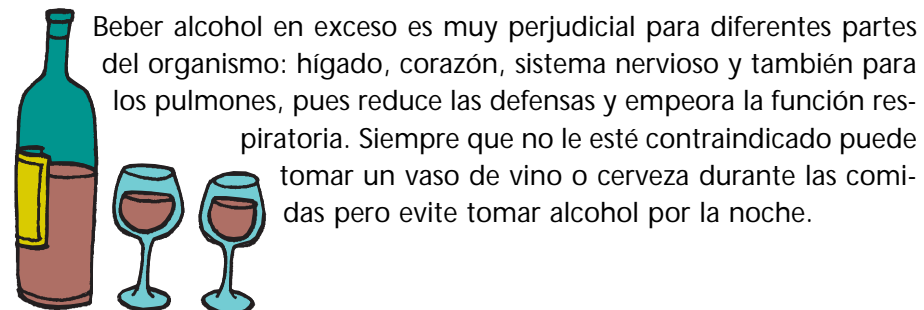 Beber alcohol en exceso es muy perjudicial para diferentes partes
del organismo: hígado, corazón, sistema nervioso y también para
los pulmones, pues reduce las defensas y empeora la función res-
piratoria. Siempre que no le esté contraindicado puede
tomar un vaso de vino o cerveza durante las comi-
das pero evite tomar alcohol por la noche.